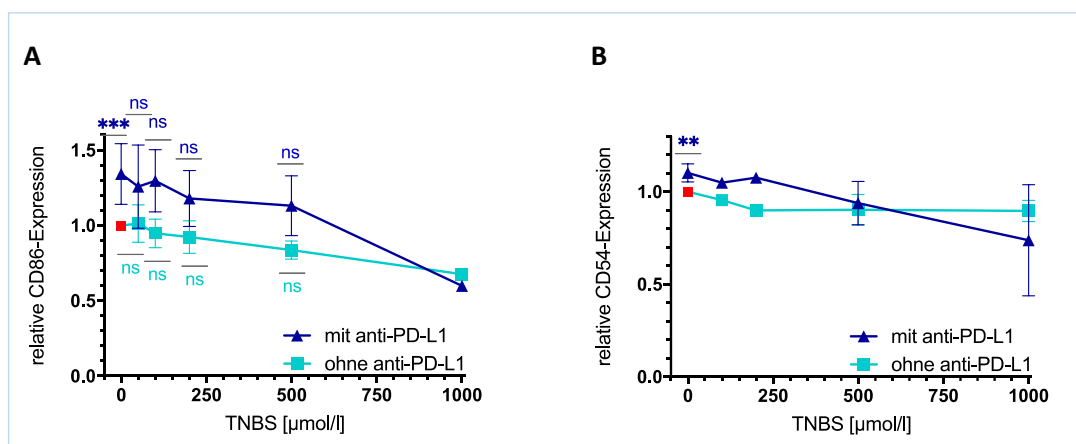 A
ns
*** ns
ns ns
1.5
1.0
0.5
0.0
relative CD86-Expression
ns ns ns ns
mit anti-PD-L1
ohne anti-PD-L1
0 250 500 750 1000
TNBS [µmol/l]
B
**
1.0
0.5
0.0
relative CD54-Expression
mit anti-PD-L1
ohne anti-PD-L1
0 250 500 750 1000
TNBS [µmol/l]